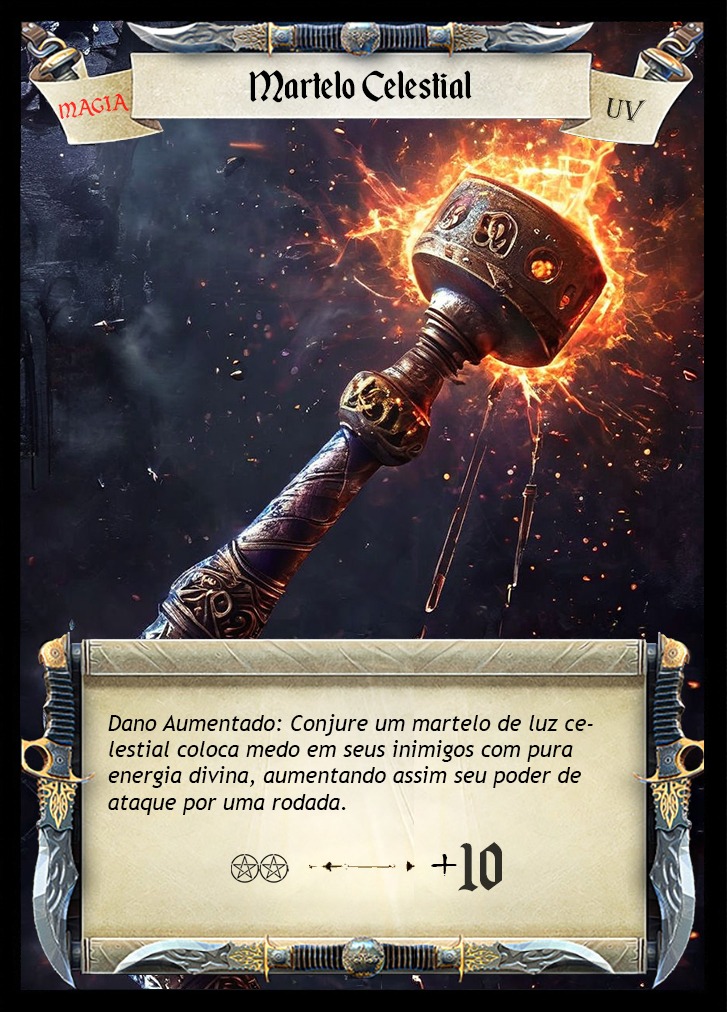 Martelo Celestial
MAGIA
UV
Dano Aumentado: Conjure um martelo de luz ce-
lestial coloca medo em seus inimigos com pura
energia divina, aumentando assim seu poder de
ataque por uma rodada.
+10